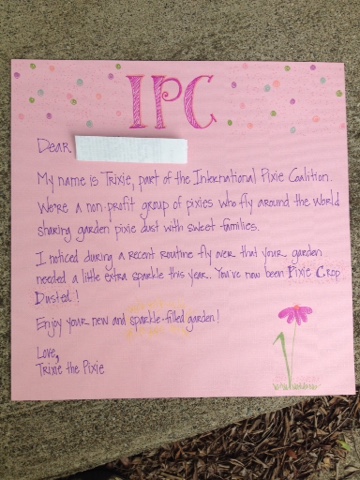 IPC
Dear
My name is Trixie, part of the International Pixie Coalition.
We're a non-profit group of pixies who fly around the world
sharing garden pixie dust with sweet families.
I noticed during a recent routine fly over that your garden
needed a little extra sparkle this year. You've now been Pixie Crop
Dusted!
Enjoy your new and sparkle-filled garden!
Love,
Trixie the Pixie